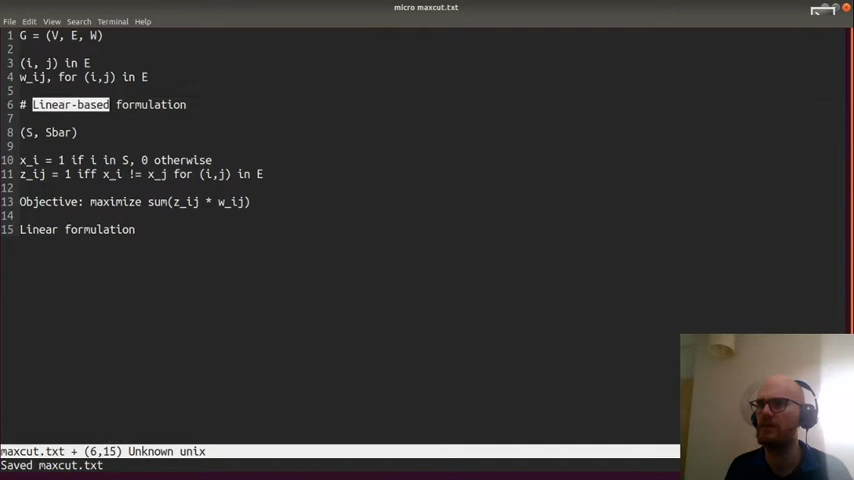 micro maxcut.txt
File Edit View Search Terminal Help
1 G = (V, E, W)
2
3 (i, j) in E
4 w_ij, for (i,j) in E
5
6 # Linear-based formulation
7
8 (S, Sbar)
9
10 x_i = 1 if i in S, 0 otherwise
11 z_ij = 1 iff x_i != x_j for (i,j) in E
12
13 Objective: maximize sum(z_ij * w_ij)
14
15 Linear formulation
maxcut.txt + (6,15) Unknown unix
Saved maxcut.txt